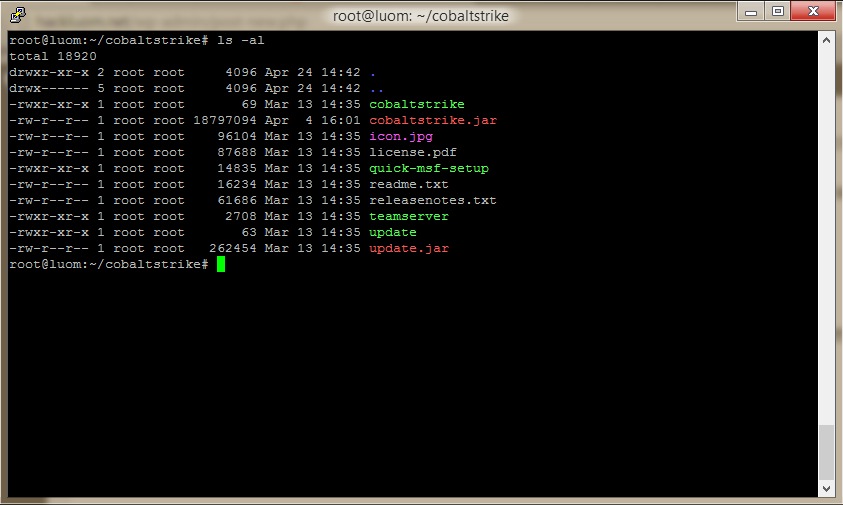 root@luom: ~/cobaltstrike
root@luom:~/cobaltstrike# ls -al
total 18920
drwxr-xr-x 2 root root     4096 Apr 24 14:42 .
drwx------ 5 root root     4096 Apr 24 14:42 ..
-rwxr-xr-x 1 root root       69 Mar 13 14:35 cobaltstrike
-rw-r--r-- 1 root root 18797094 Apr  4 16:01 cobaltstrike.jar
-rw-r--r-- 1 root root    96104 Mar 13 14:35 icon.jpg
-rw-r--r-- 1 root root    87688 Mar 13 14:35 license.pdf
-rwxr-xr-x 1 root root    14835 Mar 13 14:35 quick-msf-setup
-rw-r--r-- 1 root root    16234 Mar 13 14:35 readme.txt
-rw-r--r-- 1 root root    61686 Mar 13 14:35 releasenotes.txt
-rwxr-xr-x 1 root root     2708 Mar 13 14:35 teamserver
-rwxr-xr-x 1 root root       63 Mar 13 14:35 update
-rw-r--r-- 1 root root   262454 Mar 13 14:35 update.jar
root@luom:~/cobaltstrike#